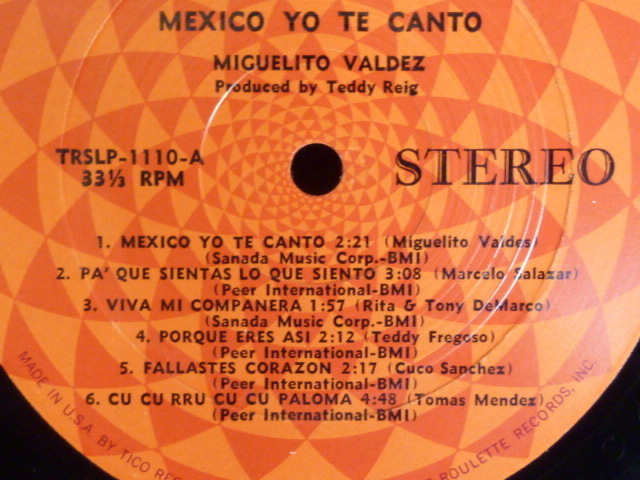 MEXICO YO TE CANTO
MIGUELITO VALDEZ
Produced by Teddy Reig
TRSLP-1110-A
33⅓ RPM
STEREO
1. MEXICO YO TE CANTO 2:21 (Miguelito Valdes)
(Sanada Music Corp.-BMI)
2. PA' QUE SIENTAS LO QUE SIENTO 3:08 (Marcelo Salazar)
(Peer International-BMI)
3. VIVA MI COMPANERA 1:57 (Rita & Tony DeMarco)
(Sanada Music Corp.-BMI)
4. PORQUE ERES ASI 2:12 (Teddy Fregoso)
(Peer International-BMI)
5. FALLASTES CORAZON 2:17 (Cuco Sanchez)
(Peer International-BMI)
6. CU CU RRU CU CU PALOMA 4:48 (Tomas Mendez)
(Peer International-BMI)
MADE IN U.S.A. BY TICO ROULETTE RECORDS, INC.